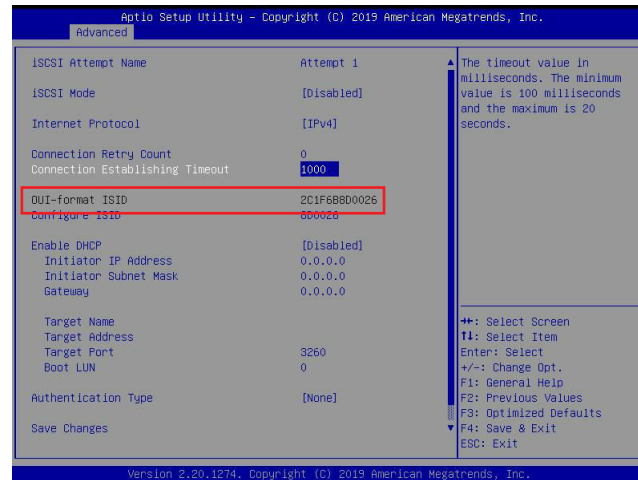 Aptio Setup Utility – Copyright (C) 2019 American Megatrends, Inc.
Advanced
iSCSI Attempt Name Attempt 1
iSCSI Mode [Disabled]
Internet Protocol [IPv4]
Connection Retry Count 0
Connection Establishing Timeout 1000
OUI-format ISID 2C1F6B8D0026
Configure ISID 8D0026
Enable DHCP [Disabled]
Initiator IP Address 0.0.0.0
Initiator Subnet Mask 0.0.0.0
Gateway 0.0.0.0
Target Name
Target Address
Target Port 3260
Boot LUN 0
Authentication Type [None]
Save Changes
The timeout value in
milliseconds. The minimum
value is 100 milliseconds
and the maximum is 20
seconds.
→←: Select Screen
↑↓: Select Item
Enter: Select
+/-: Change Opt.
F1: General Help
F2: Previous Values
F3: Optimized Defaults
F4: Save & Exit
ESC: Exit
Version 2.20.1274. Copyright (C) 2019 American Megatrends, Inc.